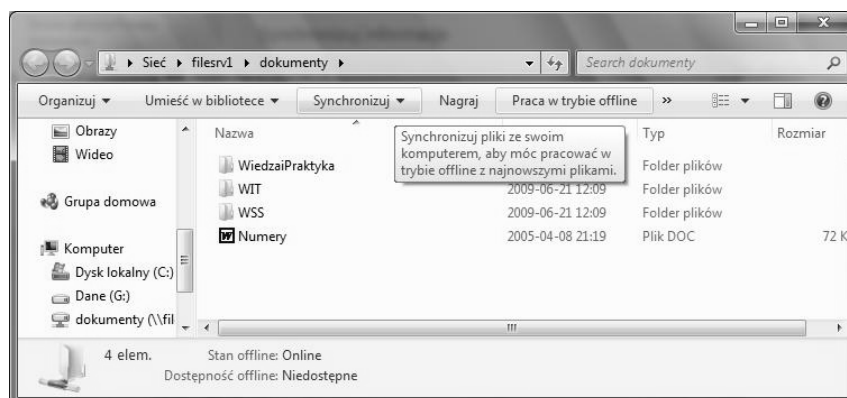 Sieć ▸ filesrv1 ▸ dokumenty ▸
Search dokumenty
Organizuj ▾ Umieść w bibliotece ▾ Synchronizuj ▾ Nagraj Praca w trybie offline »
Obrazy
Wideo
Grupa domowa
Komputer
Dysk lokalny (C:)
Dane (G:)
dokumenty (\\fil
Nazwa Typ Rozmiar
Synchronizuj pliki ze swoim
komputerem, aby móc pracować w
trybie offline z najnowszymi plikami.
WiedzaiPraktyka Folder plików
WIT 2009-06-21 12:09 Folder plików
WSS 2009-06-21 12:09 Folder plików
Numery 2005-04-08 21:19 Plik DOC 72 K
4 elem. Stan offline: Online
Dostępność offline: Niedostępne